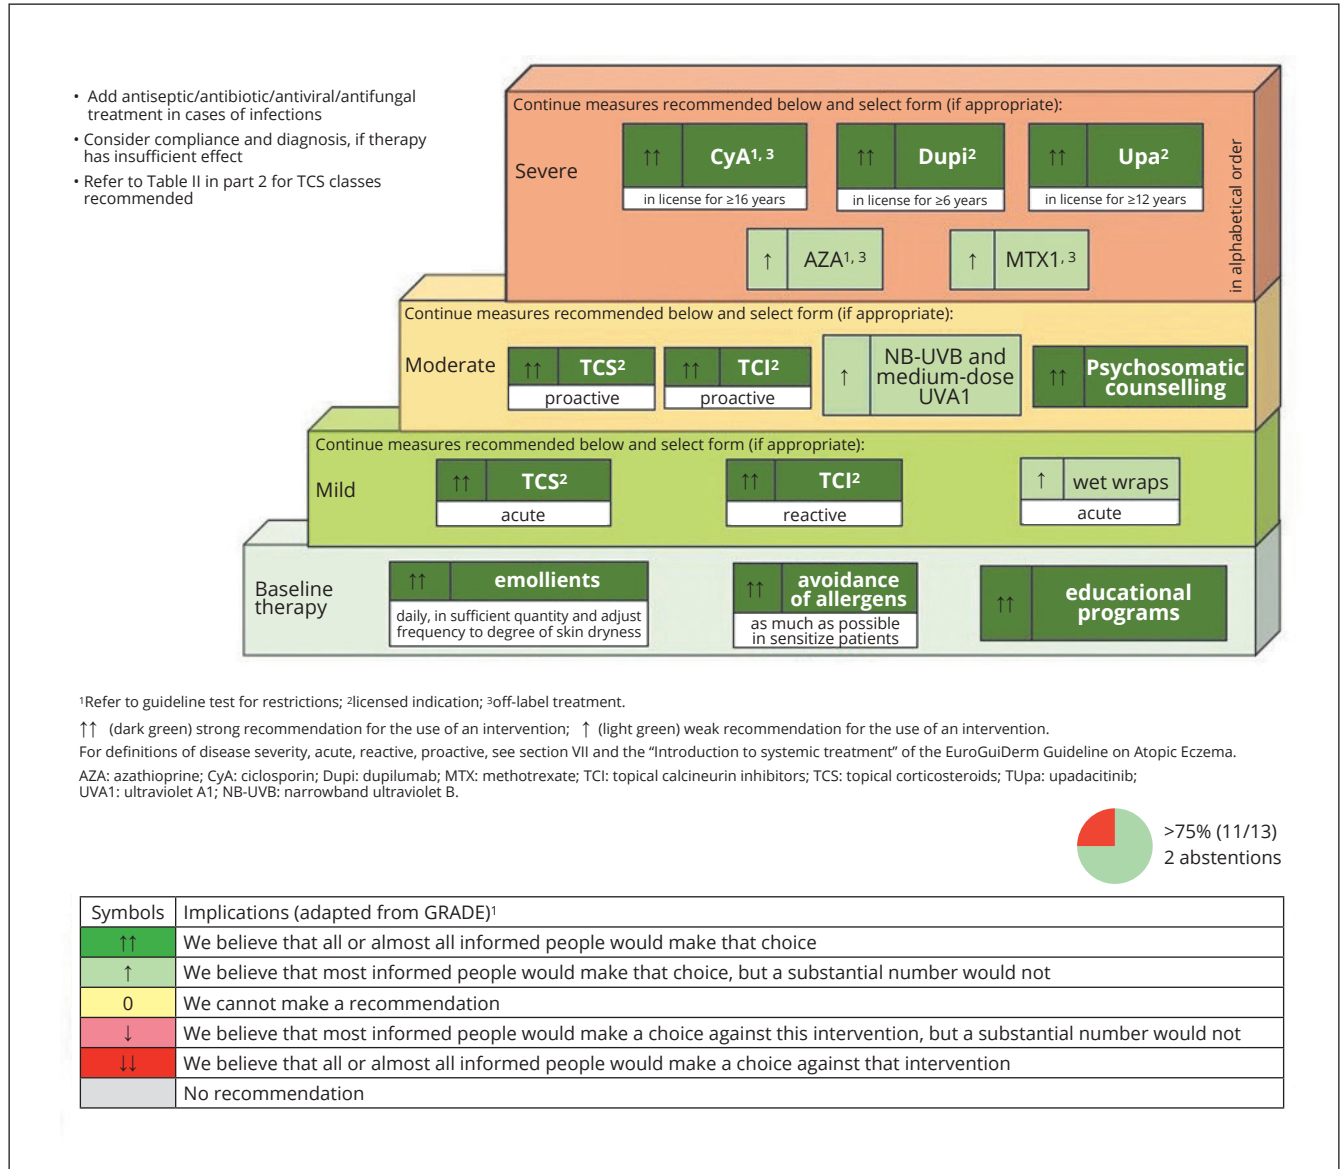 • Add antiseptic/antibiotic/antiviral/antifungal
treatment in cases of infections
• Consider compliance and diagnosis, if therapy
has insufficient effect
• Refer to Table II in part 2 for TCS classes
recommended
Continue measures recommended below and select form (if appropriate):
Severe
↑↑ CyA¹, ³
in license for ≥16 years
↑↑ Dupi²
in license for ≥6 years
↑↑ Upa²
in license for ≥12 years
↑ AZA¹, ³
↑ MTX1, ³
in alphabetical order
Continue measures recommended below and select form (if appropriate):
Moderate
↑↑ TCS²
proactive
↑↑ TCI²
proactive
↑ NB-UVB and
medium-dose
UVA1
↑↑ Psychosomatic
counselling
Continue measures recommended below and select form (if appropriate):
Mild
↑↑ TCS²
acute
↑↑ TCI²
reactive
↑ wet wraps
acute
Baseline
therapy
↑↑ emollients
daily, in sufficient quantity and adjust
frequency to degree of skin dryness
↑↑ avoidance
of allergens
as much as possible
in sensitize patients
↑↑ educational
programs
¹Refer to guideline test for restrictions; ²licensed indication; ³off-label treatment.
↑↑ (dark green) strong recommendation for the use of an intervention; ↑ (light green) weak recommendation for the use of an intervention.
For definitions of disease severity, acute, reactive, proactive, see section VII and the “Introduction to systemic treatment” of the EuroGuiDerm Guideline on Atopic Eczema.
AZA: azathioprine; CyA: ciclosporin; Dupi: dupilumab; MTX: methotrexate; TCI: topical calcineurin inhibitors; TCS: topical corticosteroids; TUpa: upadacitinib;
UVA1: ultraviolet A1; NB-UVB: narrowband ultraviolet B.
>75% (11/13)
2 abstentions
Symbols Implications (adapted from GRADE)¹
↑↑ We believe that all or almost all informed people would make that choice
↑ We believe that most informed people would make that choice, but a substantial number would not
0 We cannot make a recommendation
↓ We believe that most informed people would make a choice against this intervention, but a substantial number would not
↓↓ We believe that all or almost all informed people would make a choice against that intervention
No recommendation